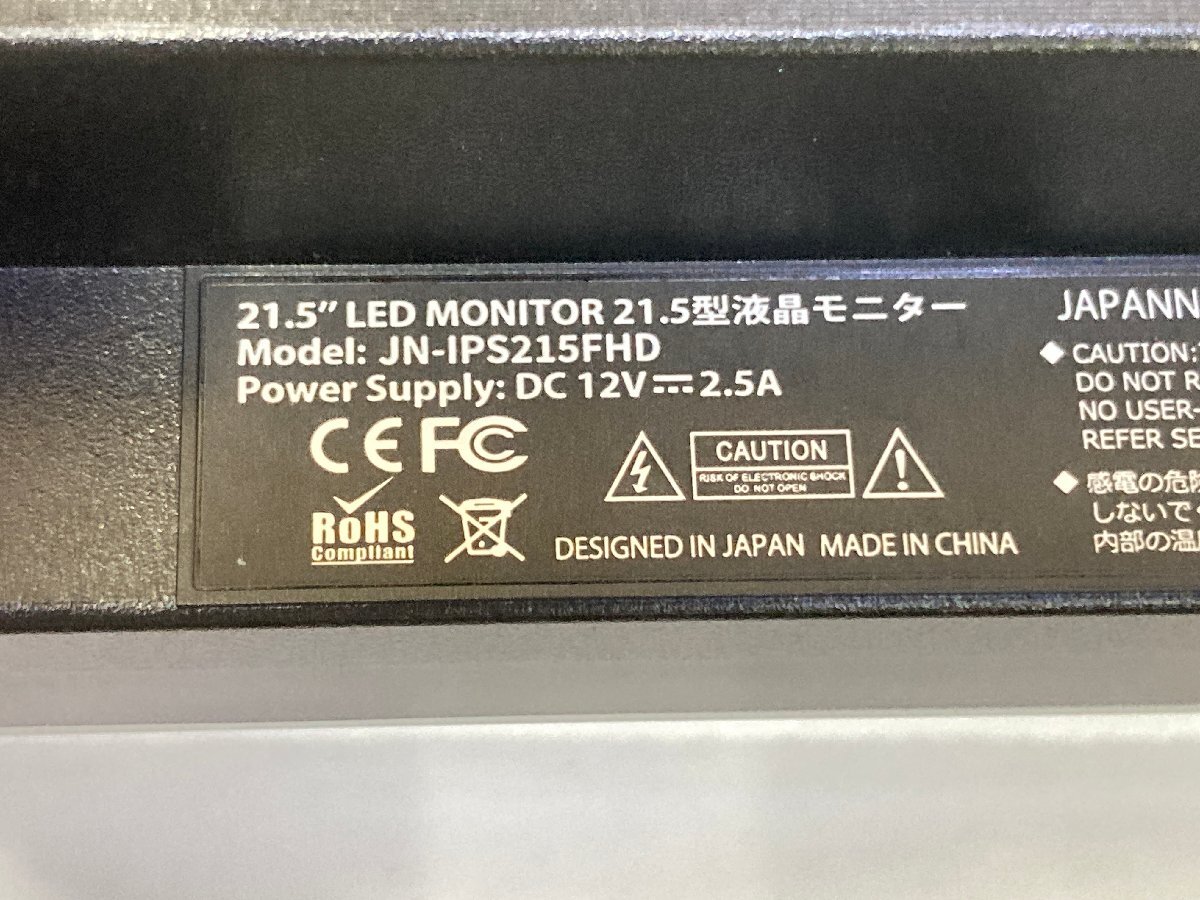 21.5" LED MONITOR 21.5型液晶モニター
Model: JN-IPS215FHD
Power Supply: DC 12V⎓2.5A
CE FC
RoHS
Compliant
CAUTION
RISK OF ELECTRONIC SHOCK
DO NOT OPEN
DESIGNED IN JAPAN MADE IN CHINA
JAPANN
◆ CAUTION:
DO NOT R
NO USER-
REFER SE
◆ 感電の危険
しないで
内部の温